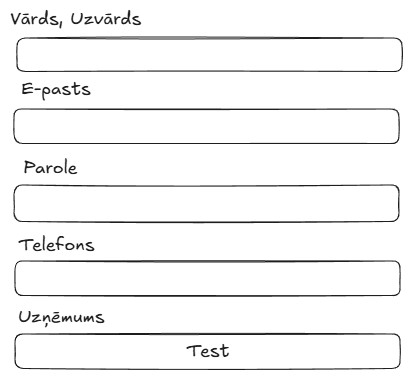 Vārds, Uzvārds
E-pasts
Parole
Telefons
Uzņēmums
Test